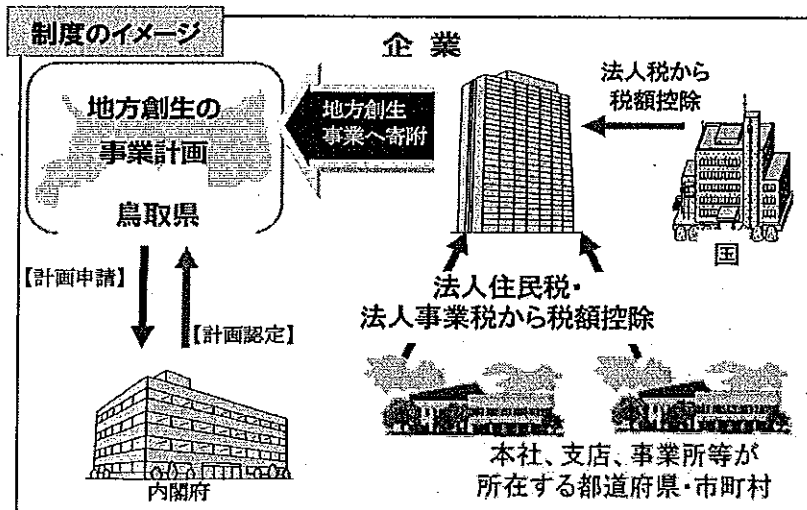 制度のイメージ
企業
地方創生の
事業計画
鳥取県
地方創生
事業へ寄附
法人税から
税額控除
国
【計画申請】
【計画認定】
法人住民税・
法人事業税から税額控除
内閣府
本社、支店、事業所等が
所在する都道府県・市町村